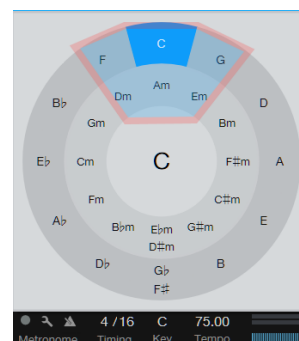 C
F G
Am
Dm Em
B♭ D
Gm Bm
E♭ Cm C F♯m A
Fm C♯m
A♭ E
B♭m E♭m G♯m
D♯m
D♭ G♭ B
F♯
4 / 16 C 75.00
Metronome Timing Key Tempo